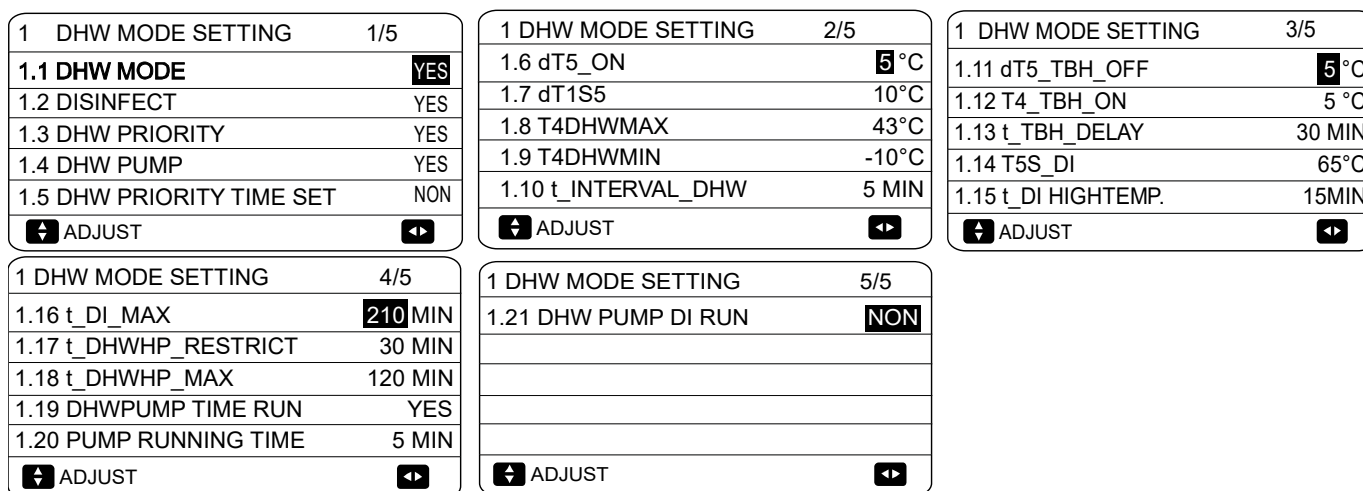 1 DHW MODE SETTING 1/5
1.1 DHW MODE YES
1.2 DISINFECT YES
1.3 DHW PRIORITY YES
1.4 DHW PUMP YES
1.5 DHW PRIORITY TIME SET NON
ADJUST
1 DHW MODE SETTING 2/5
1.6 dT5_ON 5 °C
1.7 dT1S5 10°C
1.8 T4DHWMAX 43°C
1.9 T4DHWMIN -10°C
1.10 t_INTERVAL_DHW 5 MIN
ADJUST
1 DHW MODE SETTING 3/5
1.11 dT5_TBH_OFF 5 °C
1.12 T4_TBH_ON 5 °C
1.13 t_TBH_DELAY 30 MIN
1.14 T5S_DI 65°C
1.15 t_DI HIGHTEMP. 15MIN
ADJUST
1 DHW MODE SETTING 4/5
1.16 t_DI_MAX 210 MIN
1.17 t_DHWHP_RESTRICT 30 MIN
1.18 t_DHWHP_MAX 120 MIN
1.19 DHWPUMP TIME RUN YES
1.20 PUMP RUNNING TIME 5 MIN
ADJUST
1 DHW MODE SETTING 5/5
1.21 DHW PUMP DI RUN NON
ADJUST